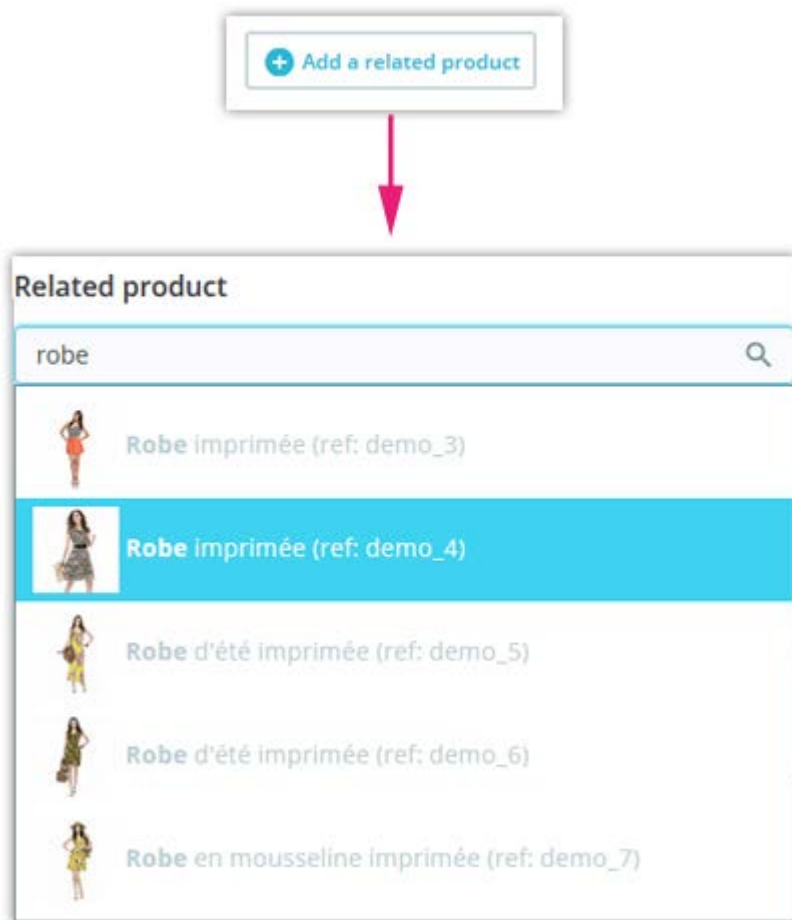 Add a related product
Related product
robe
Robe imprimée (ref: demo_3)
Robe imprimée (ref: demo_4)
Robe d'été imprimée (ref: demo_5)
Robe d'été imprimée (ref: demo_6)
Robe en mousseline imprimée (ref: demo_7)